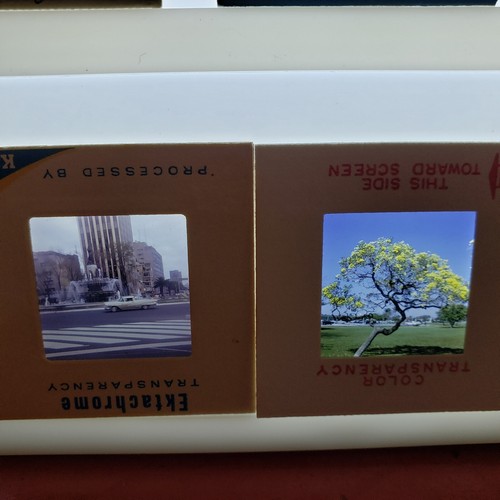 Ektachrome
TRANSPARENCY
PROCESSED BY
K
COLOR
TRANSPARENCY
THIS SIDE
TOWARD SCREEN